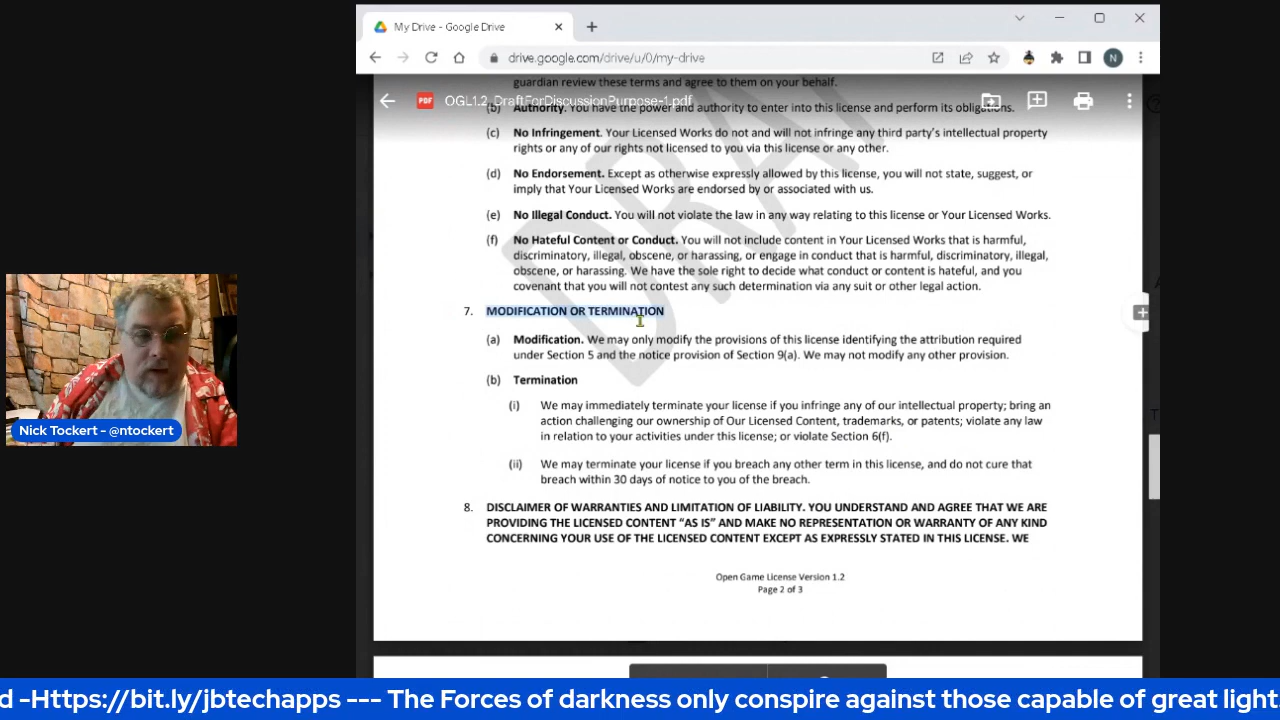 My Drive - Google Drive
drive.google.com/drive/u/0/my-drive
N
guardian review these terms and agree to them on your behalf.
PDF OGL1.2_DraftForDiscussionPurpose-1.pdf
(b) Authority. You have the power and authority to enter into this license and perform its obligations.
(c) No Infringement. Your Licensed Works do not and will not infringe any third party's intellectual property
rights or any of our rights not licensed to you via this license or any other.
(d) No Endorsement. Except as otherwise expressly allowed by this license, you will not state, suggest, or
imply that Your Licensed Works are endorsed by or associated with us.
(e) No Illegal Conduct. You will not violate the law in any way relating to this license or Your Licensed Works.
(f) No Hateful Content or Conduct. You will not include content in Your Licensed Works that is harmful,
discriminatory, illegal, obscene, or harassing, or engage in conduct that is harmful, discriminatory, illegal,
obscene, or harassing. We have the sole right to decide what conduct or content is hateful, and you
covenant that you will not contest any such determination via any suit or other legal action.
7. MODIFICATION OR TERMINATION
(a) Modification. We may only modify the provisions of this license identifying the attribution required
under Section 5 and the notice provision of Section 9(a). We may not modify any other provision.
(b) Termination
(i) We may immediately terminate your license if you infringe any of our intellectual property; bring an
action challenging our ownership of Our Licensed Content, trademarks, or patents; violate any law
in relation to your activities under this license; or violate Section 6(f).
(ii) We may terminate your license if you breach any other term in this license, and do not cure that
breach within 30 days of notice to you of the breach.
8. DISCLAIMER OF WARRANTIES AND LIMITATION OF LIABILITY. YOU UNDERSTAND AND AGREE THAT WE ARE
PROVIDING THE LICENSED CONTENT "AS IS" AND MAKE NO REPRESENTATION OR WARRANTY OF ANY KIND
CONCERNING YOUR USE OF THE LICENSED CONTENT EXCEPT AS EXPRESSLY STATED IN THIS LICENSE. WE
Open Game License Version 1.2
Page 2 of 3
DRAF
Nick Tockert - @ntockert
d -Https://bit.ly/jbtechapps --- The Forces of darkness only conspire against those capable of great light